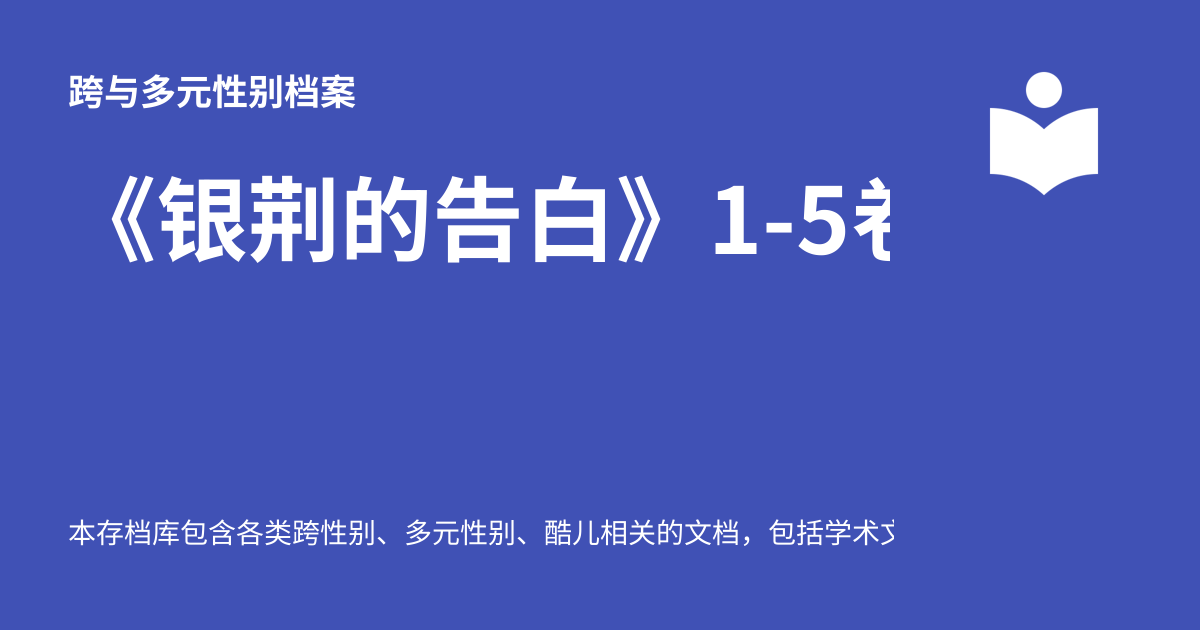 跨与多元性别档案
《银荆的告白》1-5
本存档库包含各类跨性别、多元性别、酷儿相关的文档，包括学术